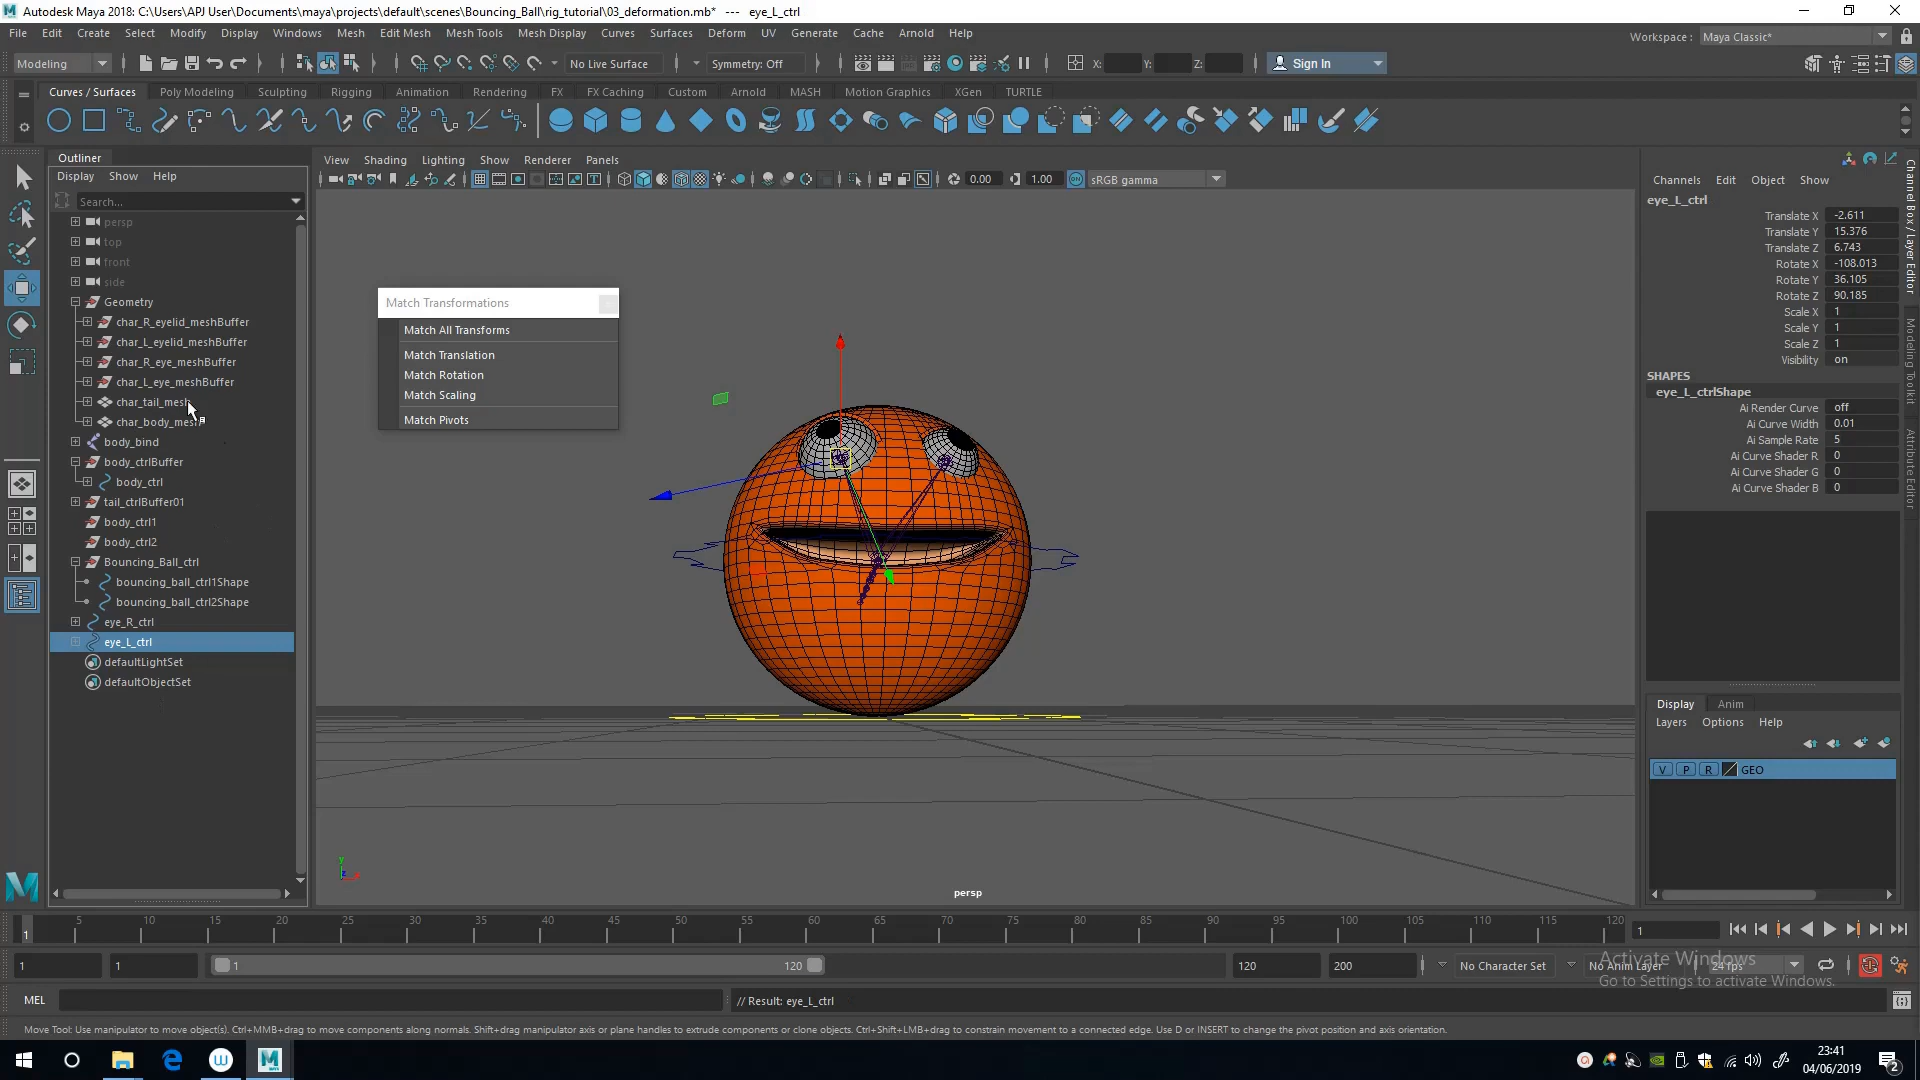 Autodesk Maya 2018: C:\Users\APJ User\Documents\maya\projects\default\scenes\Bouncing_Ball\rig_tutorial\03_deformation.mb* --- eye_L_ctrl
File Edit Create Select Modify Display Windows Mesh Edit Mesh Mesh Tools Mesh Display Curves Surfaces Deform UV Generate Cache Arnold Help
Workspace : Maya Classic*
Modeling No Live Surface Symmetry: Off X: Y: Z: Sign In
Curves / Surfaces Poly Modeling Sculpting Rigging Animation Rendering FX FX Caching Custom Arnold MASH Motion Graphics XGen TURTLE
Outliner
Display Show Help
Search...
persp
top
front
side
Geometry
char_R_eyelid_meshBuffer
char_L_eyelid_meshBuffer
char_R_eye_meshBuffer
char_L_eye_meshBuffer
char_tail_mesh
char_body_mesh
body_bind
body_ctrlBuffer
body_ctrl
tail_ctrlBuffer01
body_ctrl1
body_ctrl2
Bouncing_Ball_ctrl
bouncing_ball_ctrl1Shape
bouncing_ball_ctrl2Shape
eye_R_ctrl
eye_L_ctrl
defaultLightSet
defaultObjectSet
View Shading Lighting Show Renderer Panels
0.00 1.00 ON sRGB gamma
Match Transformations
Match All Transforms
Match Translation
Match Rotation
Match Scaling
Match Pivots
y
persp
Channels Edit Object Show
eye_L_ctrl
Translate X -2.611
Translate Y 15.376
Translate Z 6.743
Rotate X -108.013
Rotate Y 36.105
Rotate Z 90.185
Scale X 1
Scale Y 1
Scale Z 1
Visibility on
SHAPES
eye_L_ctrlShape
Ai Render Curve off
Ai Curve Width 0.01
Ai Sample Rate 5
Ai Curve Shader R 0
Ai Curve Shader G 0
Ai Curve Shader B 0
Channel Box / Layer Editor
Modeling Toolkit
Attribute Editor
Display Anim
Layers Options Help
V P R GEO
5 10 15 20 25 30 35 40 45 50 55 60 65 70 75 80 85 90 95 100 105 110 115 120
1 1
1 1 1 120 120 200 No Character Set No Anim Layer 24 fps
Activate Windows
Go to Settings to activate Windows.
MEL // Result: eye_L_ctrl
Move Tool: Use manipulator to move object(s). Ctrl+MMB+drag to move components along normals. Shift+drag manipulator axis or plane handles to extrude components or clone objects. Ctrl+Shift+LMB+drag to constrain movement to a connected edge. Use D or INSERT to change the pivot position and axis orientation.
23:41
04/06/2019
2